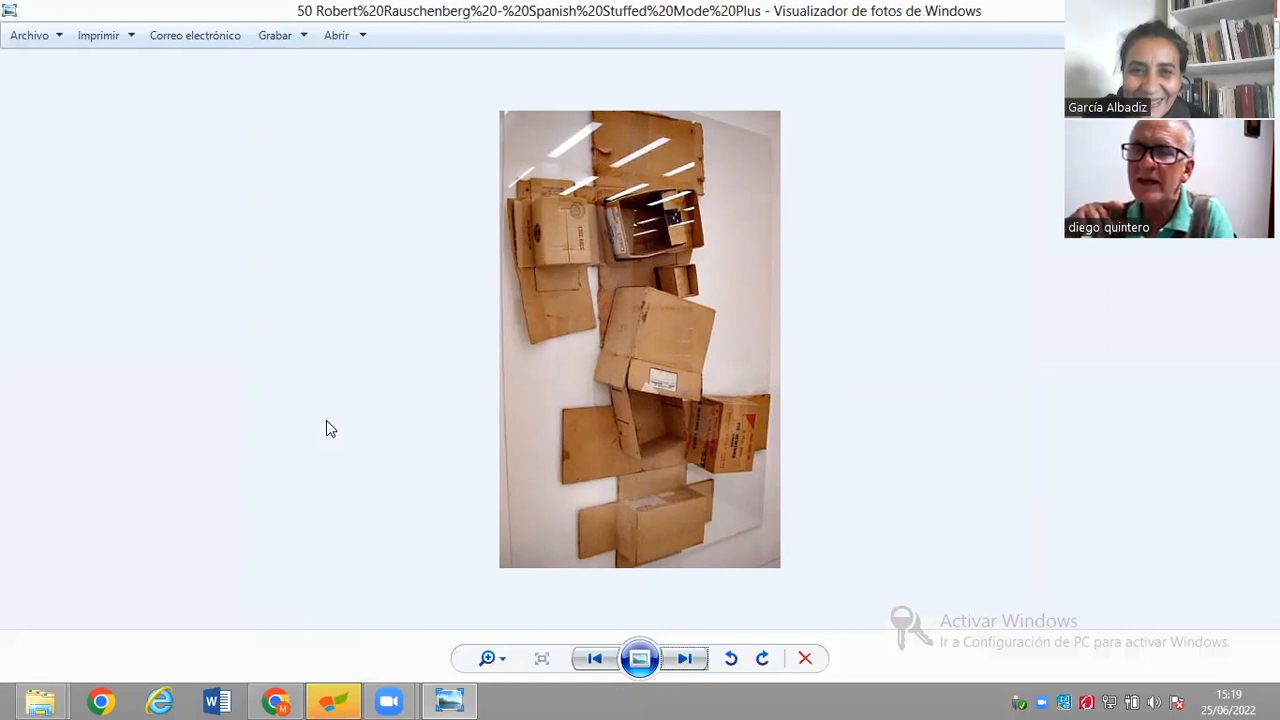 50 Robert%20Rauschenberg%20-%20Spanish%20Stuffed%20Mode%20Plus - Visualizador de fotos de Windows
Archivo Imprimir Correo electrónico Grabar Abrir
García Albadiz
diego quintero
Activar Windows
Ir a Configuración de PC para activar Windows.
15:19
25/06/2022